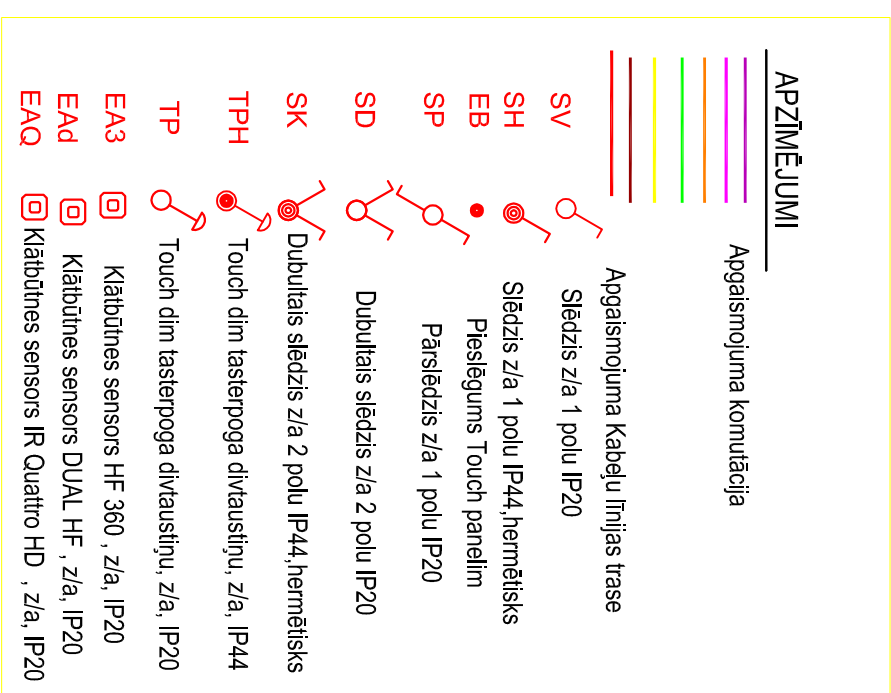 APZĪMĒJUMI
Apgaismojuma komutācija
Apgaismojuma Kabeļu līnijas trase
SV Slēdzis z/a 1 polu IP20
SH Slēdzis z/a 1 polu IP44,hermētisks
EB Pieslēgums Touch panelim
SP Pārslēdzis z/a 1 polu IP20
SD Dubultais slēdzis z/a 2 polu IP20
SK Dubultais slēdzis z/a 2 polu IP44,hermētisks
TPH Touch dim tasterpoga divtaustiņu, z/a, IP44
TP Touch dim tasterpoga divtaustiņu, z/a, IP20
EA3 Klātbūtnes sensors HF 360 , z/a, IP20
EAd Klātbūtnes sensors DUAL HF , z/a, IP20
EAQ Klātbūtnes sensors IR Quattro HD , z/a, IP20